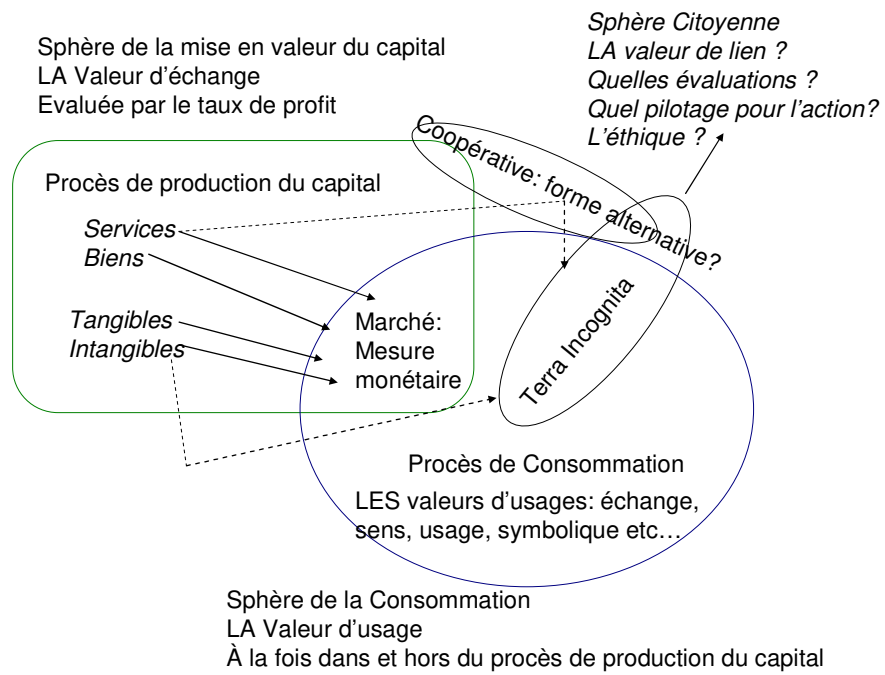 Sphère de la mise en valeur du capital
LA Valeur d'échange
Evaluée par le taux de profit
Sphère Citoyenne
LA valeur de lien ?
Quelles évaluations ?
Quel pilotage pour l'action?
L'éthique ?
Coopérative: forme alternative?
Procès de production du capital
Services
Biens
Tangibles
Intangibles
Marché:
Mesure
monétaire
Terra Incognita
Procès de Consommation
LES valeurs d'usages: échange,
sens, usage, symbolique etc…
Sphère de la Consommation
LA Valeur d'usage
À la fois dans et hors du procès de production du capital